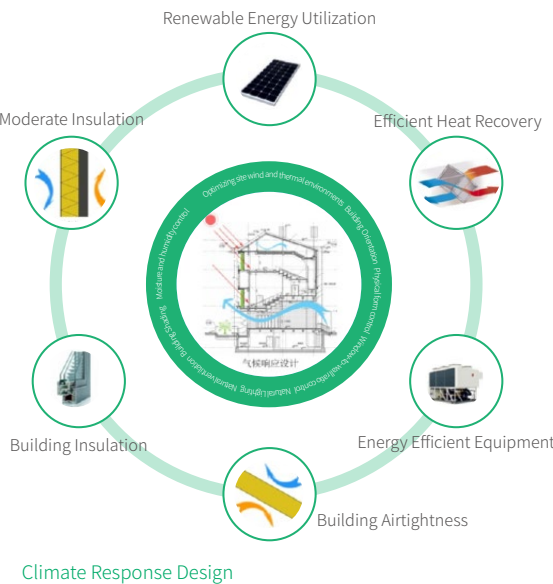 Renewable Energy Utilization
Moderate Insulation
Efficient Heat Recovery
Optimizing site wind and thermal environments
Building Orientation
Physical form control
Window-to-wall ratio control
Natural Lighting
Natural ventilation
Building Shading
Moisture and humidity control
气候响应设计
Building Insulation
Energy Efficient Equipment
Building Airtightness
Climate Response Design